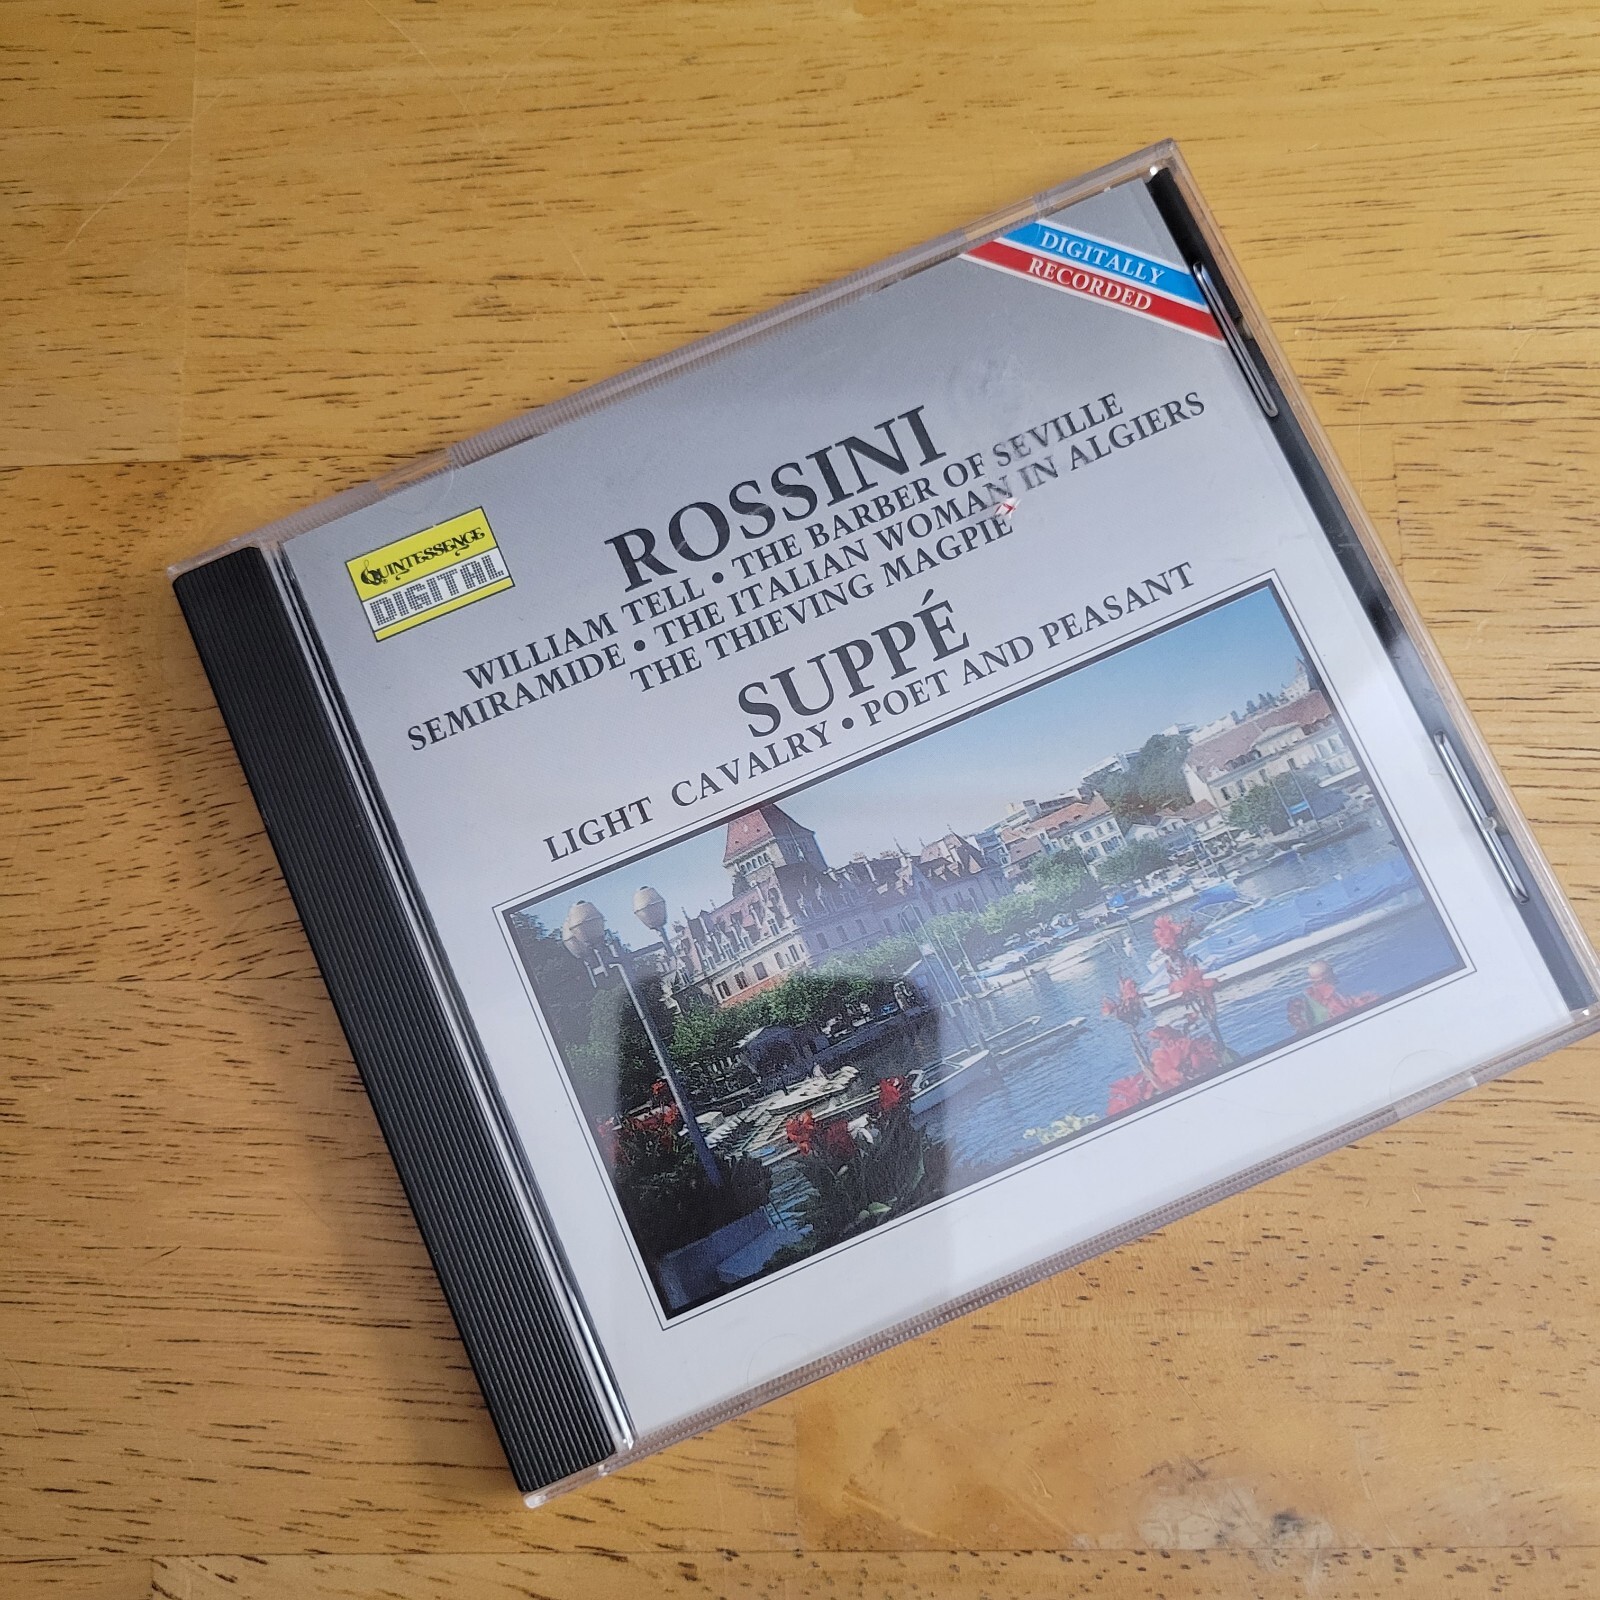 DIGITALLY
RECORDED
QUINTESSENCE
DIGITAL
ROSSINI
WILLIAM TELL • THE BARBER OF SEVILLE
SEMIRAMIDE • THE ITALIAN WOMAN IN ALGIERS
THE THIEVING MAGPIE
SUPPÉ
LIGHT CAVALRY • POET AND PEASANT